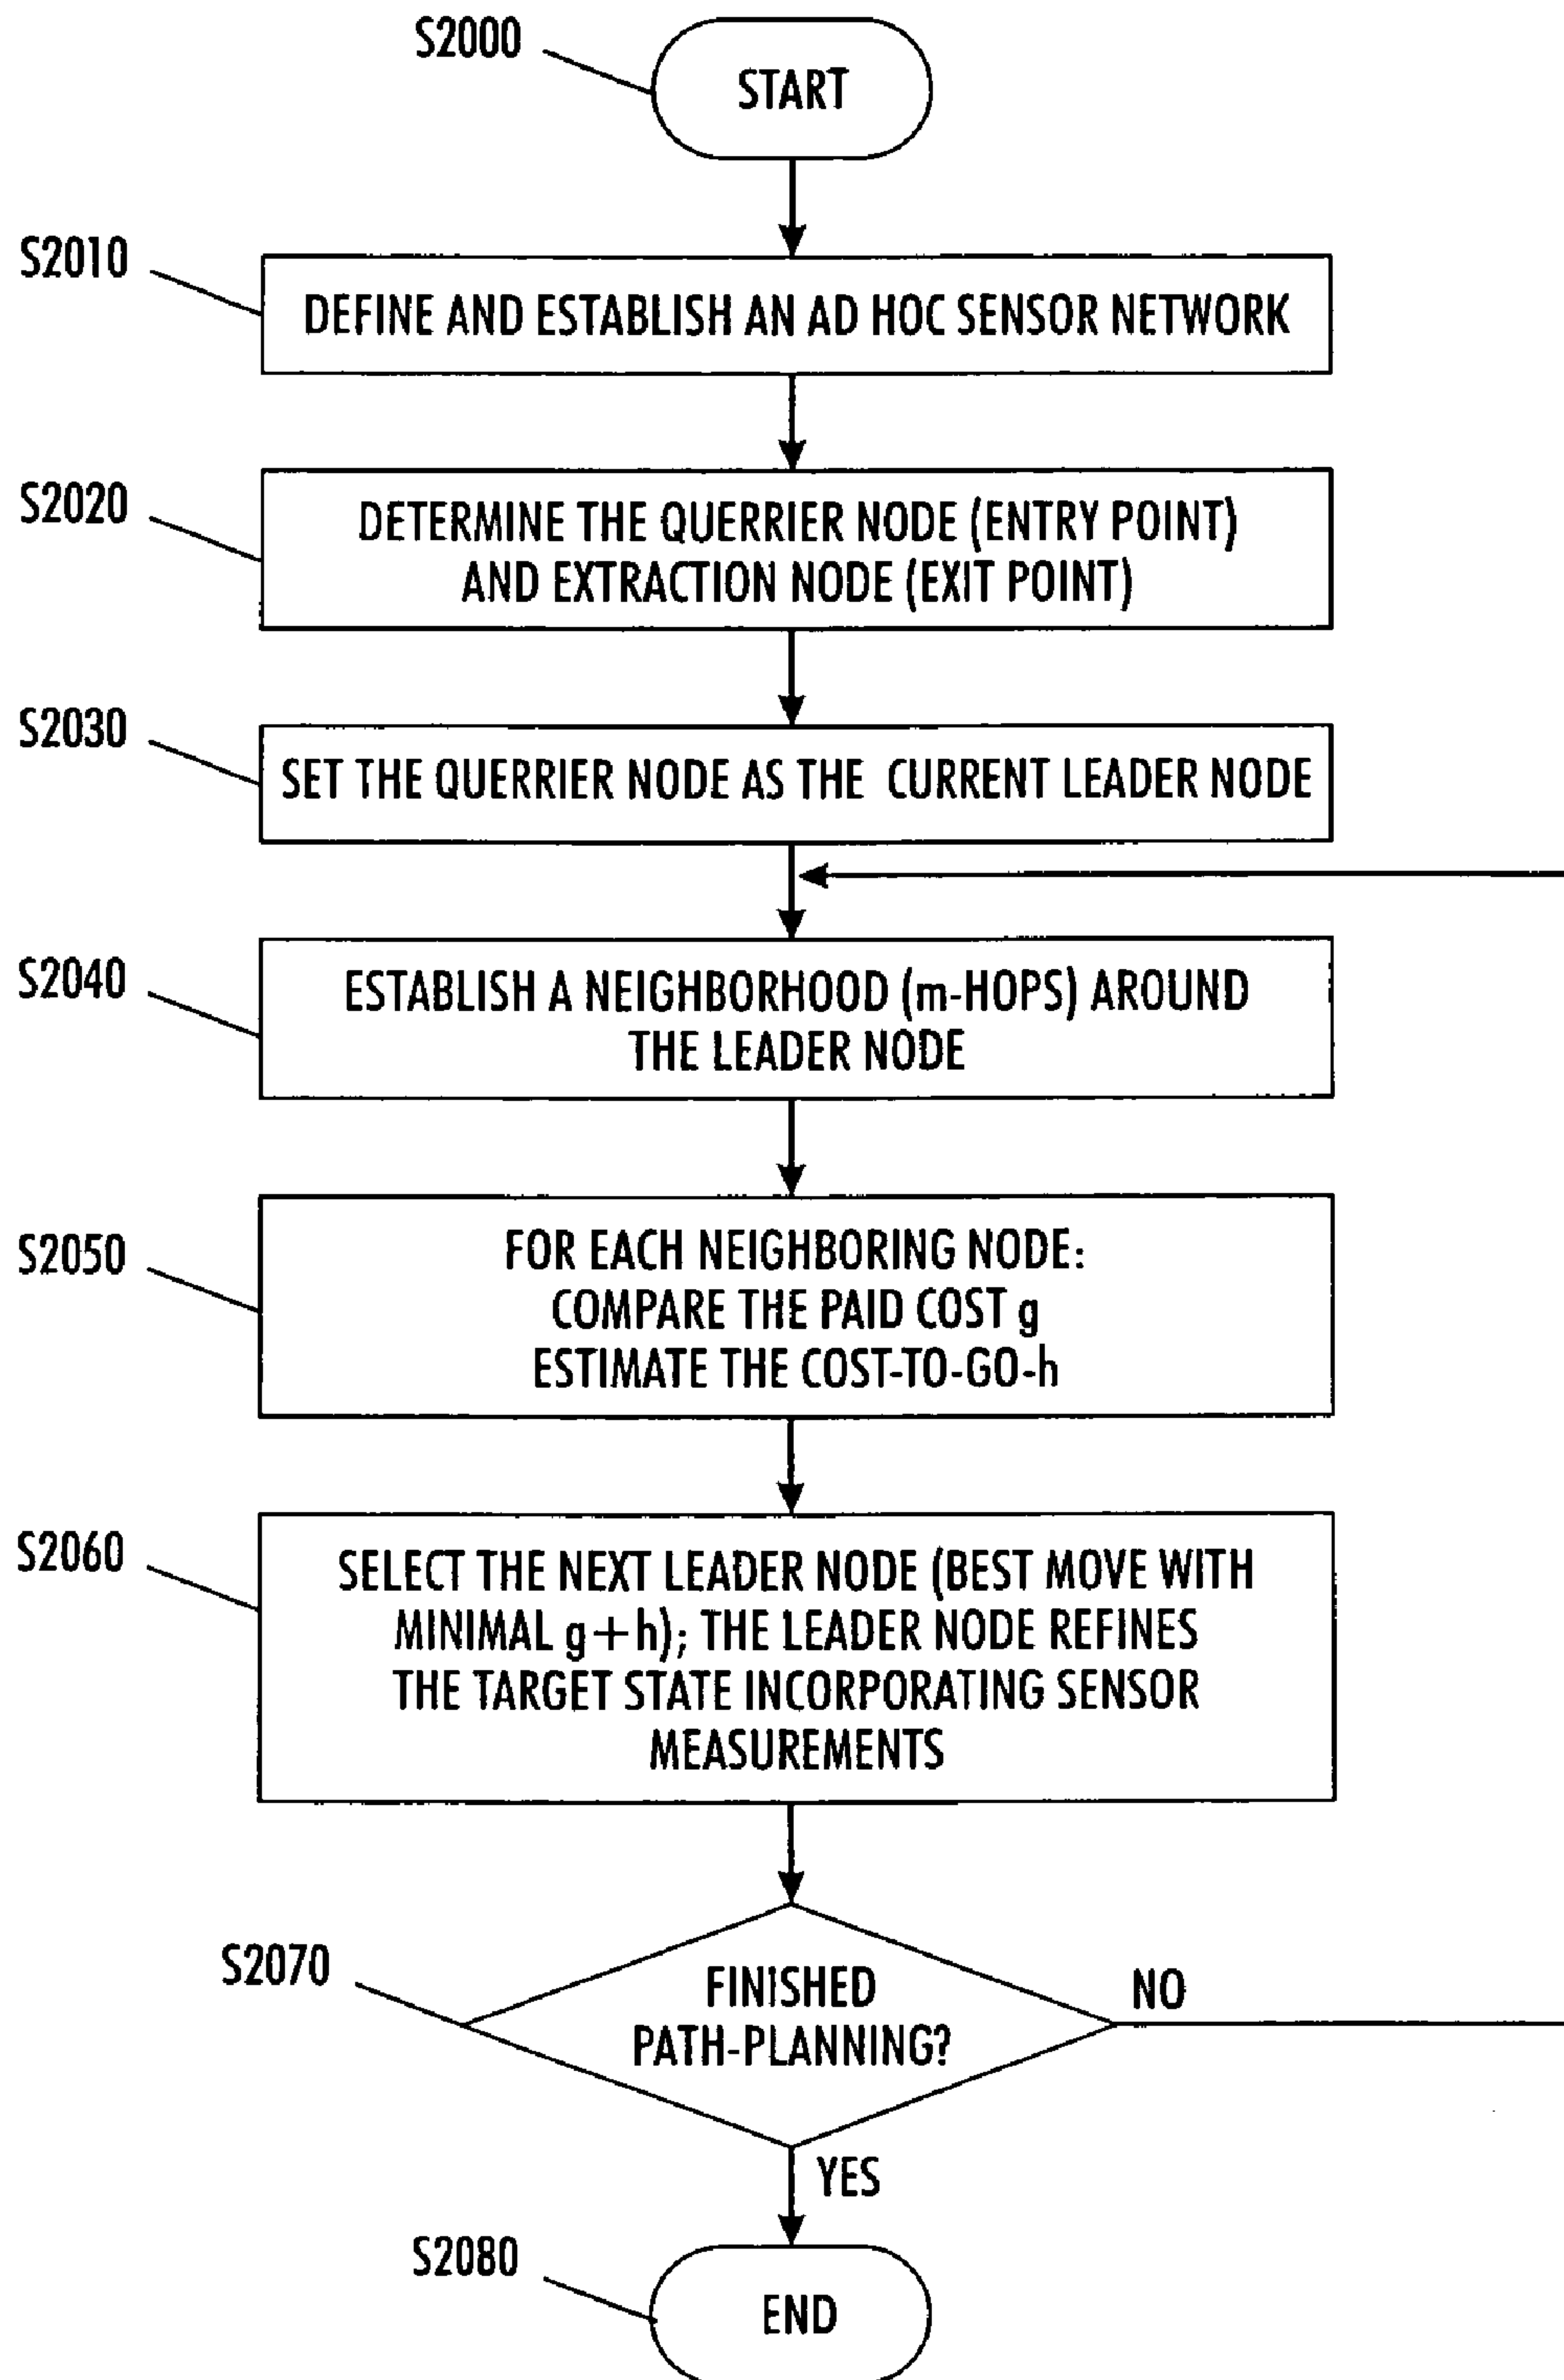 S2000
START
S2010
DEFINE AND ESTABLISH AN AD HOC SENSOR NETWORK
S2020
DETERMINE THE QUERRIER NODE (ENTRY POINT)
AND EXTRACTION NODE (EXIT POINT)
S2030
SET THE QUERRIER NODE AS THE CURRENT LEADER NODE
S2040
ESTABLISH A NEIGHBORHOOD (m-HOPS) AROUND
THE LEADER NODE
S2050
FOR EACH NEIGHBORING NODE:
COMPARE THE PAID COST g
ESTIMATE THE COST-TO-GO-h
S2060
SELECT THE NEXT LEADER NODE (BEST MOVE WITH
MINIMAL g+h); THE LEADER NODE REFINES
THE TARGET STATE INCORPORATING SENSOR
MEASUREMENTS
S2070
FINISHED
PATH-PLANNING?
NO
YES
S2080
END